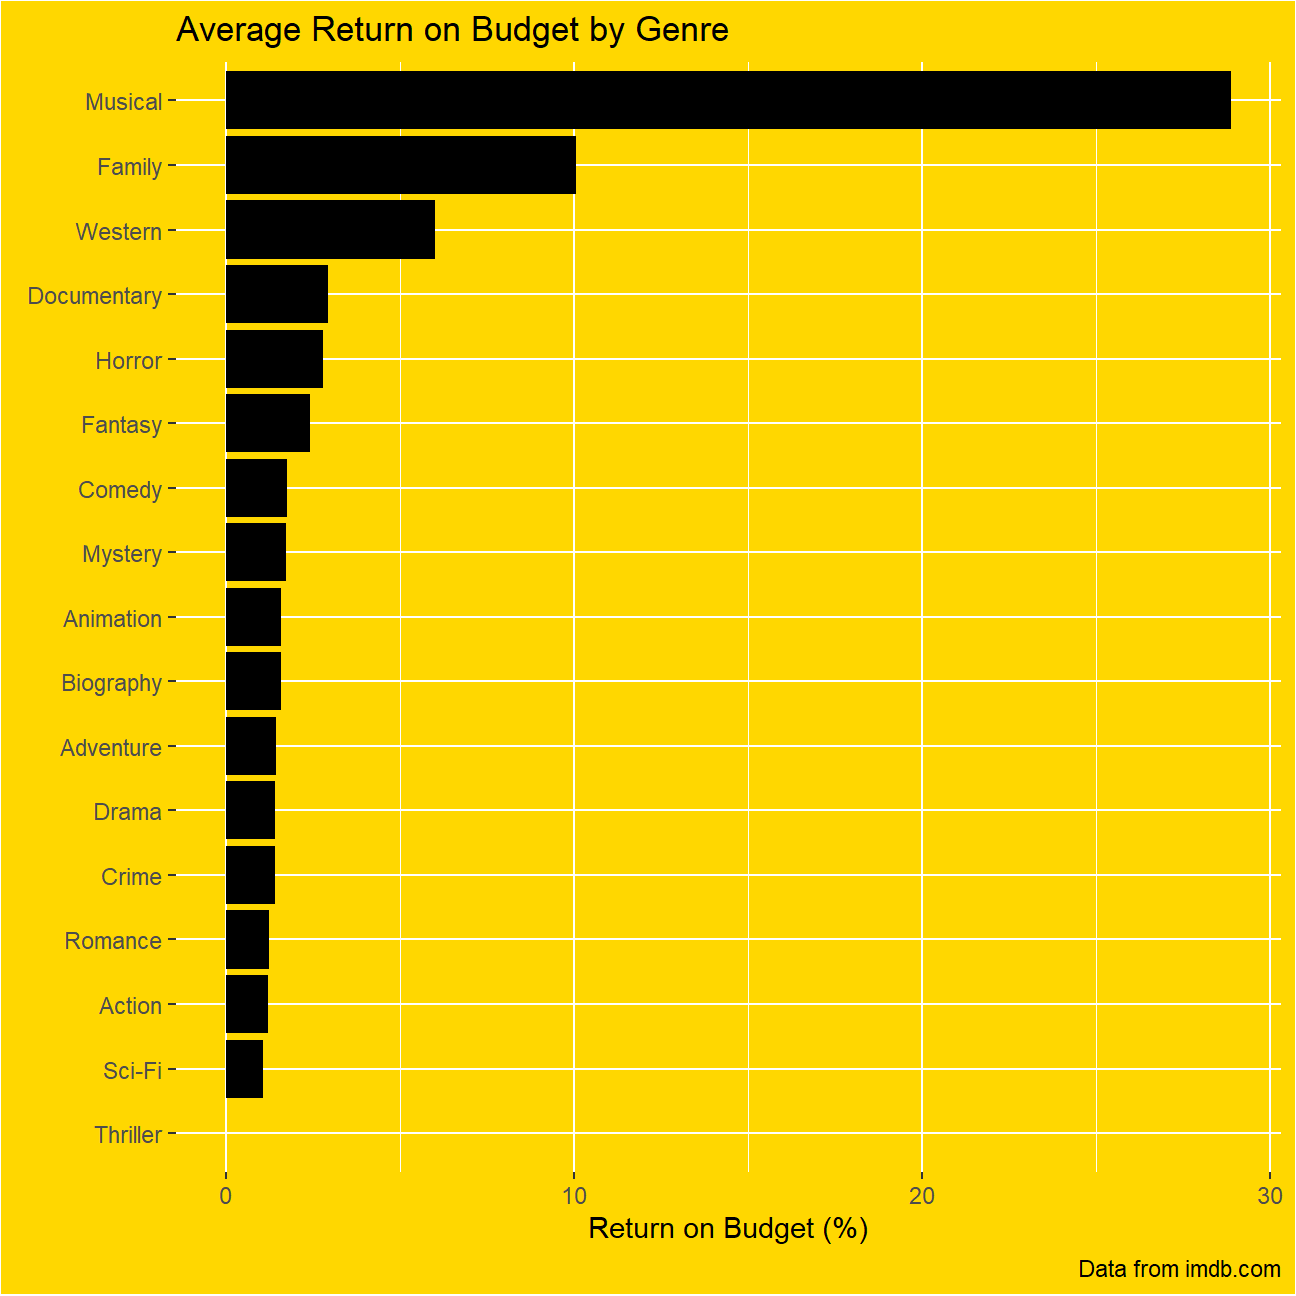 Average Return on Budget by Genre
Musical
Family
Western
Documentary
Horror
Fantasy
Comedy
Mystery
Animation
Biography
Adventure
Drama
Crime
Romance
Action
Sci-Fi
Thriller
0 10 20 30
Return on Budget (%)
Data from imdb.com